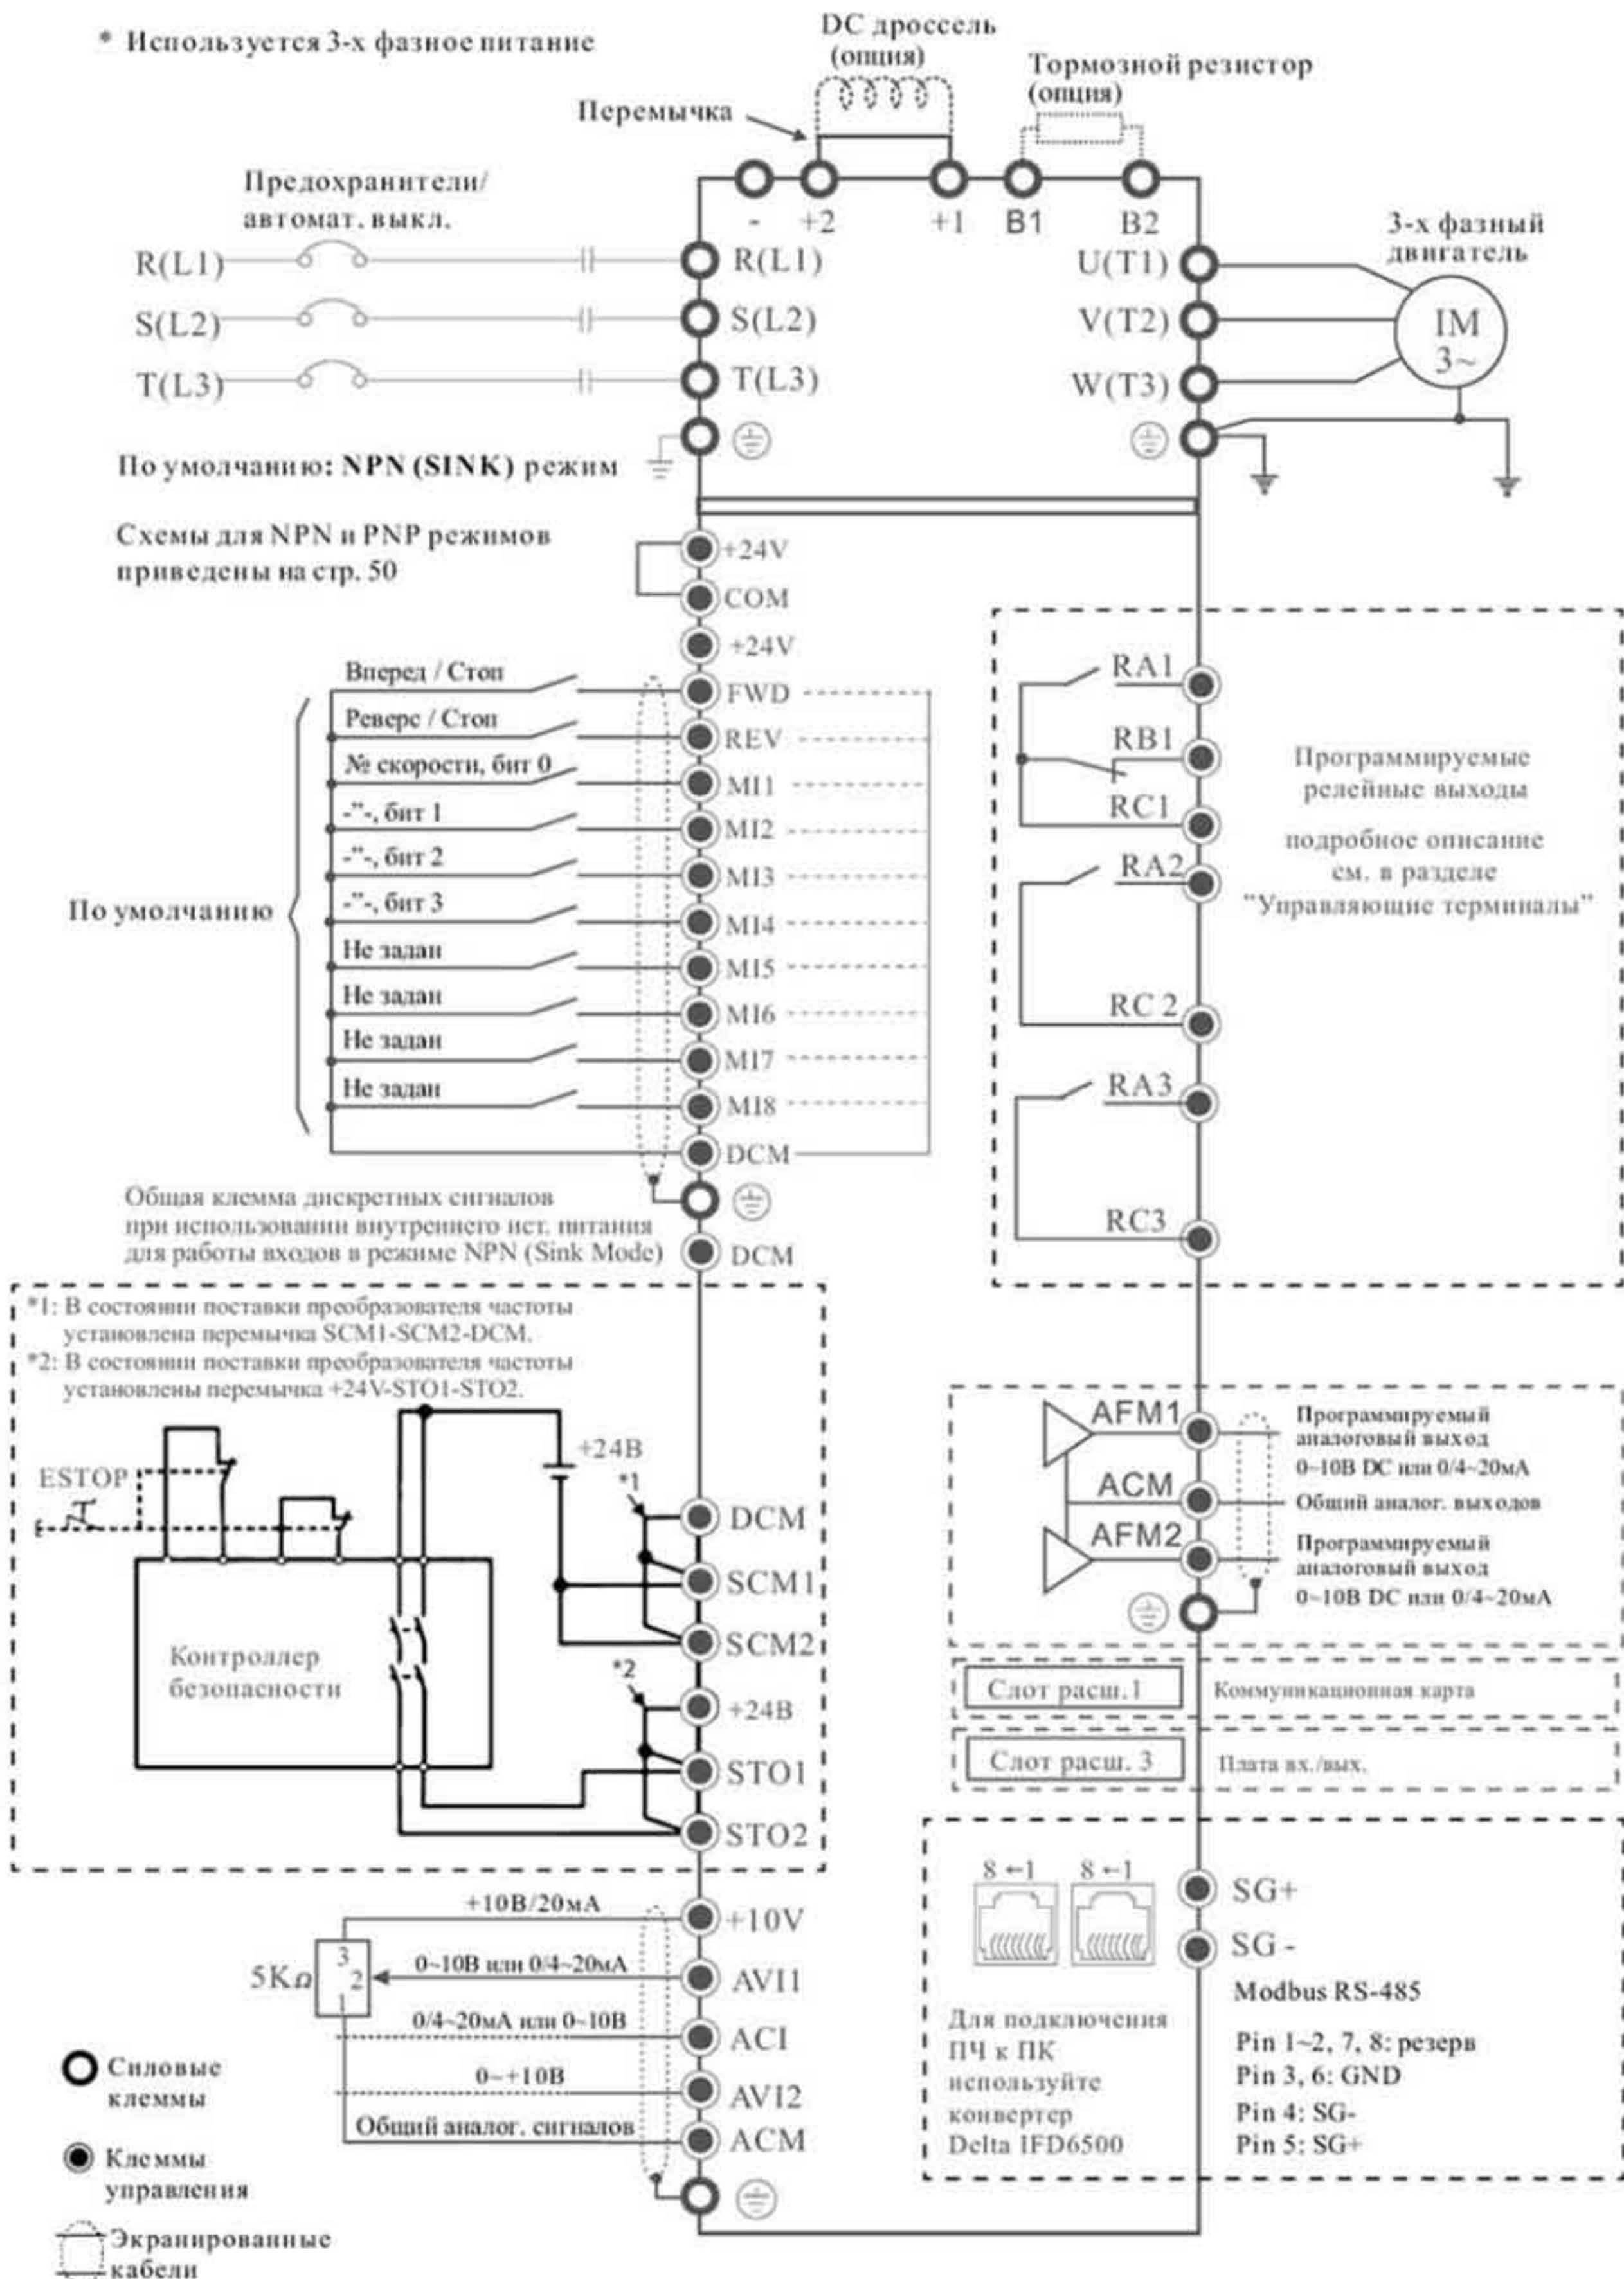 * Используется 3-х фазное питание
DC дроссель
(опция)
Тормозной резистор
(опция)
Перемычка
Предохранители/
автомат. выкл.
- +2 +1 B1 B2
3-х фазный
двигатель
R(L1) R(L1) U(T1)
S(L2) S(L2) V(T2)
T(L3) T(L3) W(T3)
IM
3~
По умолчанию: NPN (SINK) режим
Схемы для NPN и PNP режимов
приведены на стр. 50
+24V
COM
+24V
Вперед / Стоп FWD
Реверс / Стоп REV
№ скорости, бит 0 MI1
-"-, бит 1 MI2
-"-, бит 2 MI3
-"-, бит 3 MI4
По умолчанию
Не задан MI5
Не задан MI6
Не задан MI7
Не задан MI8
DCM
Общая клемма дискретных сигналов
при использовании внутреннего ист. питания
для работы входов в режиме NPN (Sink Mode)
DCM
RA1
RB1
RC1
RA2
RC 2
RA3
RC3
Программируемые
релейные выходы
подробное описание
см. в разделе
"Управляющие терминалы"
*1: В состоянии поставки преобразователя частоты
установлена перемычка SCM1-SCM2-DCM.
*2: В состоянии поставки преобразователя частоты
установлены перемычка +24V-STO1-STO2.
ESTOP
+24В
*1
DCM
SCM1
SCM2
Контроллер
безопасности
*2
+24В
STO1
STO2
AFM1
ACM
AFM2
Программируемый
аналоговый выход
0~10В DC или 0/4~20мА
Общий аналог. выходов
Программируемый
аналоговый выход
0~10В DC или 0/4~20мА
Слот расш.1 Коммуникационная карта
Слот расш. 3 Плата вх./вых.
8 ←1 8 ←1
SG+
SG -
Modbus RS-485
Для подключения
ПЧ к ПК
используйте
конвертер
Delta IFD6500
Pin 1~2, 7, 8: резерв
Pin 3, 6: GND
Pin 4: SG-
Pin 5: SG+
+10В/20мА +10V
5KΩ
3
2
1
0~10В или 0/4~20мА AVI1
0/4~20мА или 0~10В ACI
0~+10В AVI2
Общий аналог. сигналов ACM
Силовые
клеммы
Клеммы
управления
Экранированные
кабели